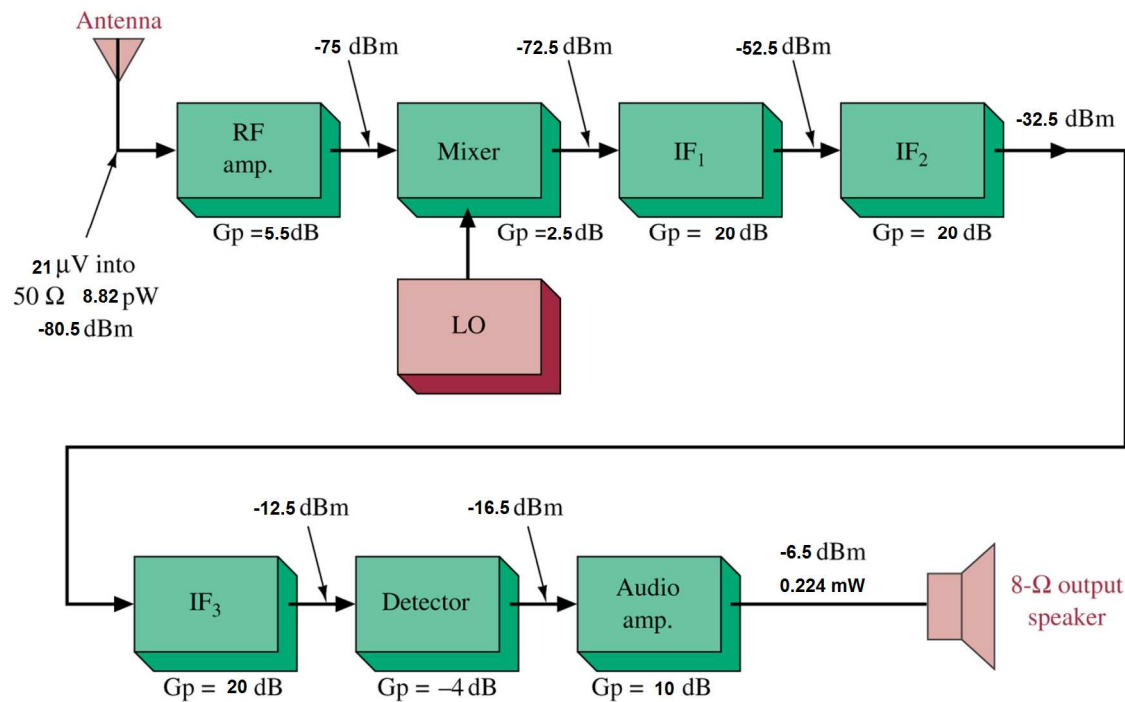 Antenna
-75 dBm
-72.5 dBm
-52.5 dBm
-32.5 dBm
RF
amp.
Mixer
IF₁
IF₂
Gp = 5.5 dB
Gp = 2.5 dB
Gp = 20 dB
Gp = 20 dB
21 μV into
50 Ω 8.82 pW
-80.5 dBm
LO
-12.5 dBm
-16.5 dBm
-6.5 dBm
0.224 mW
IF₃
Detector
Audio
amp.
8-Ω output
speaker
Gp = 20 dB
Gp = –4 dB
Gp = 10 dB